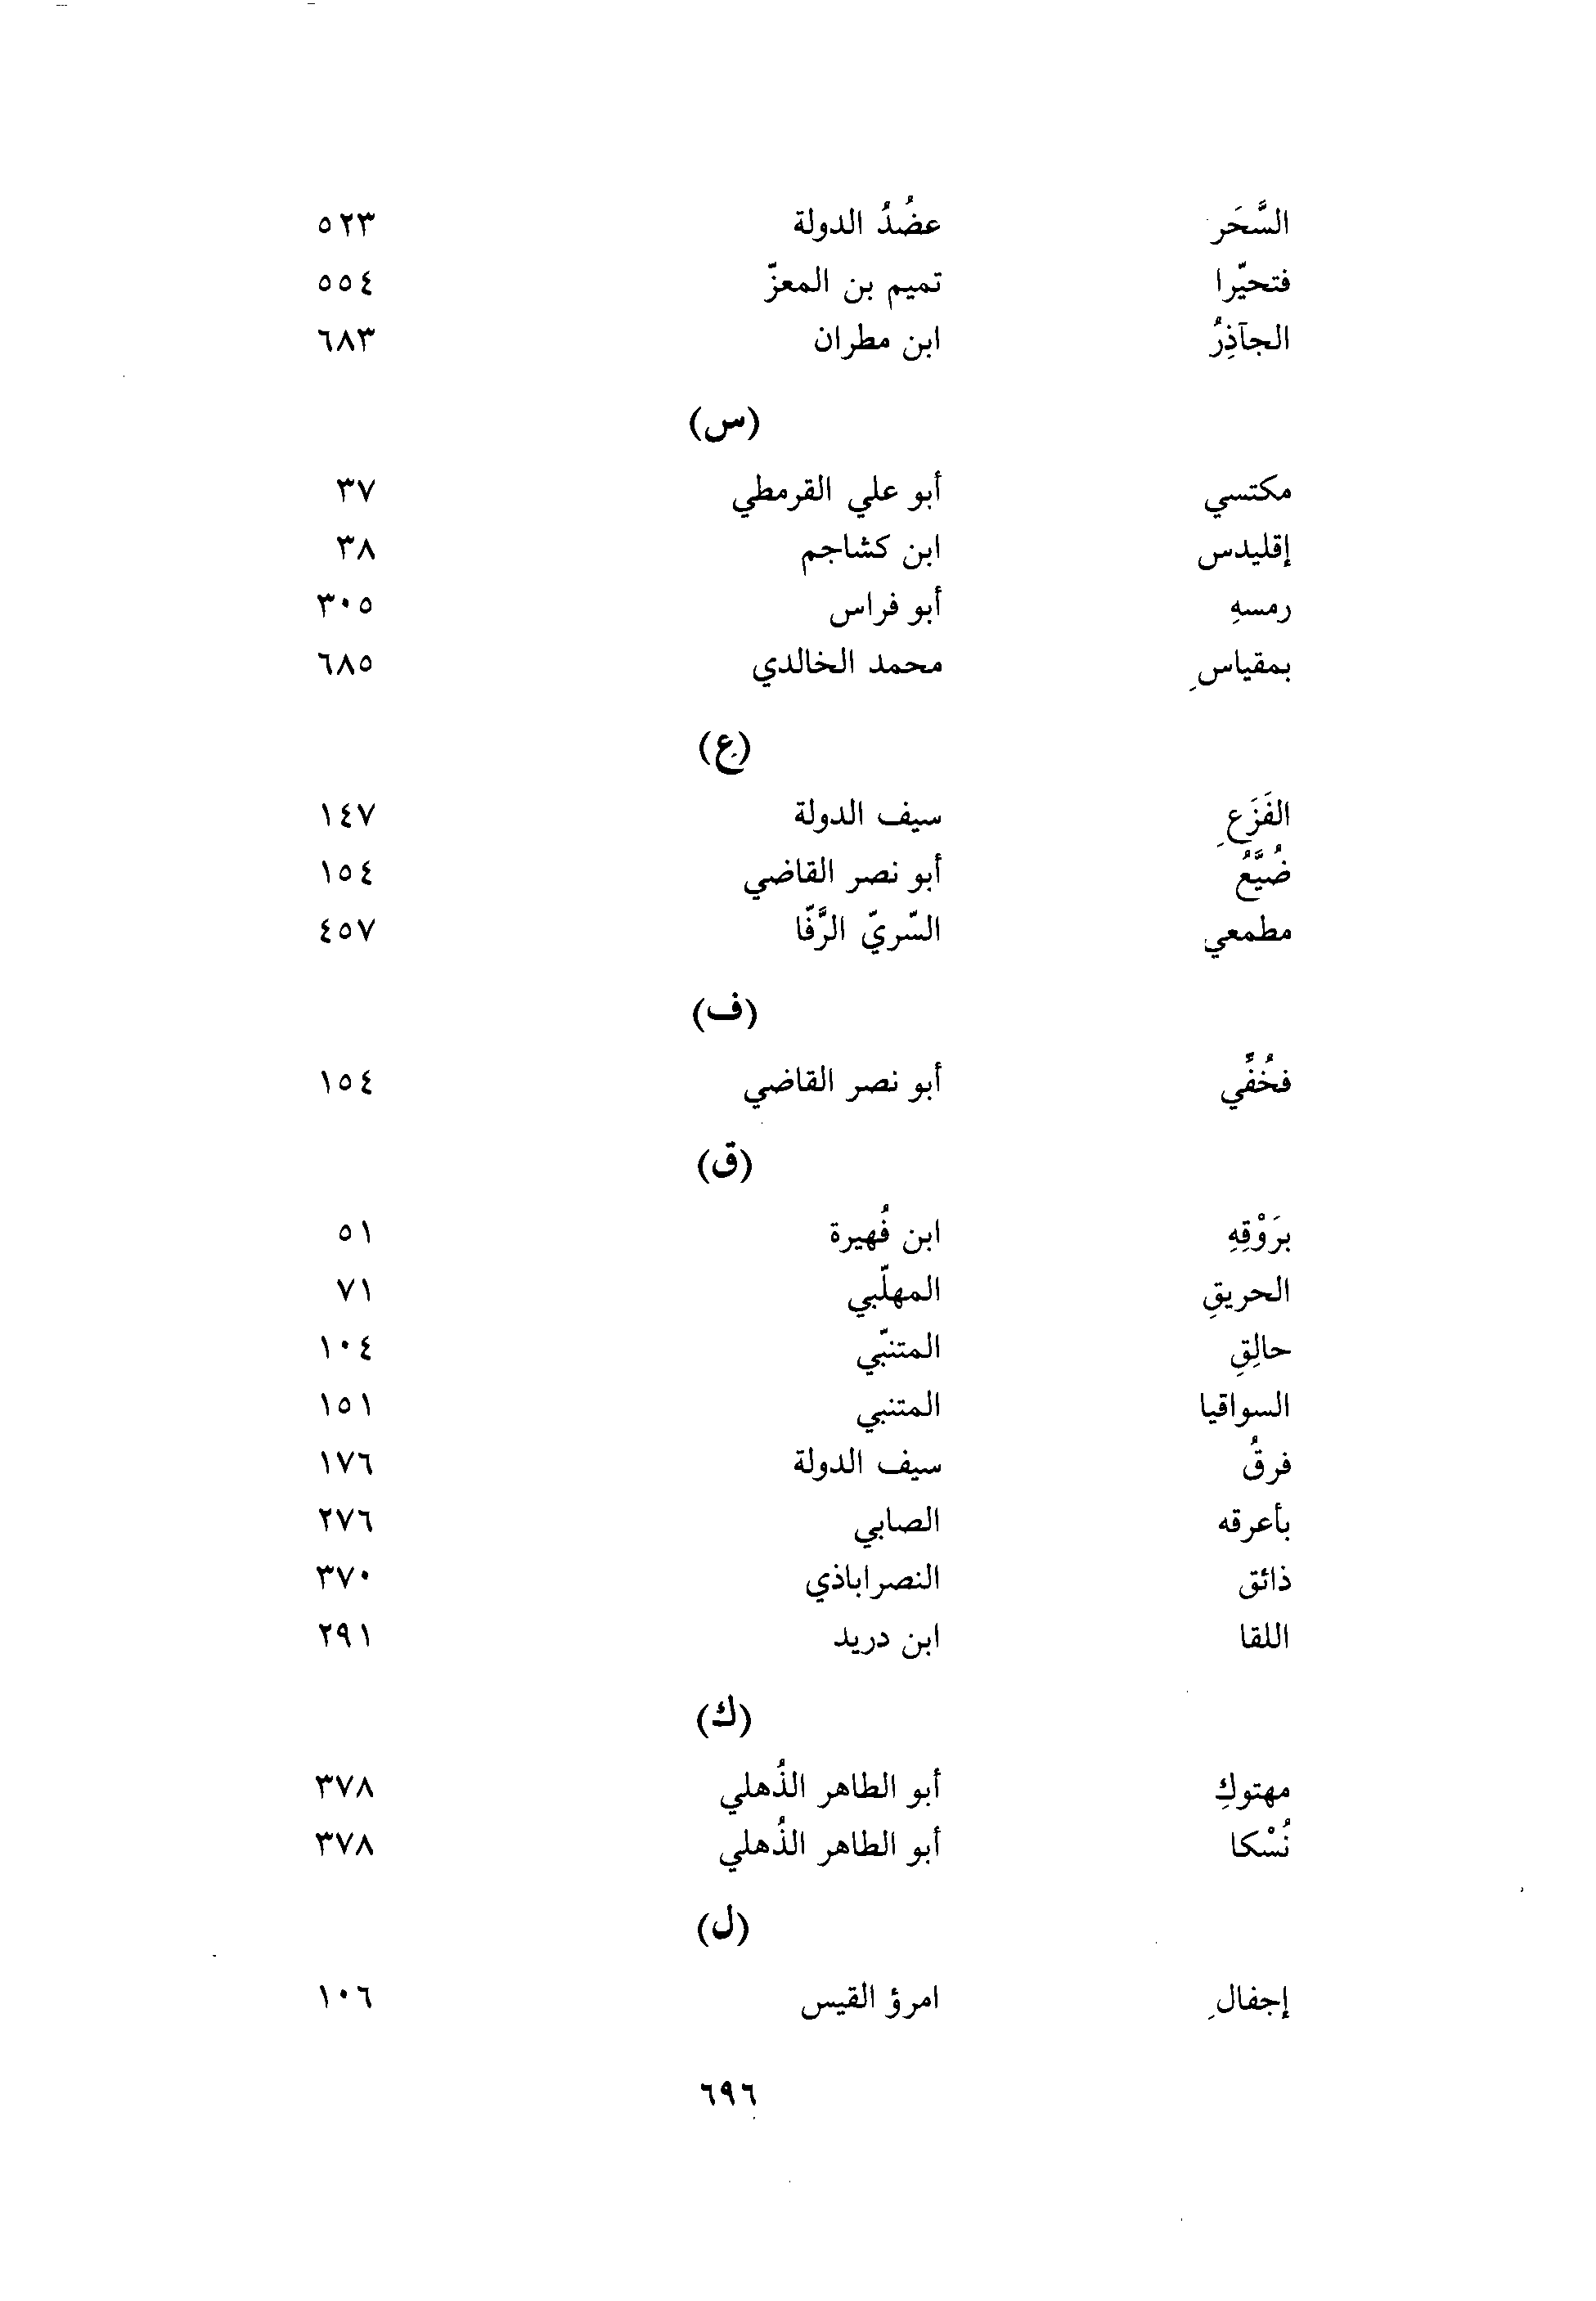 السَّحَر عضُدُ الدولة ٥٢٣
فتحيّرا تميم بن المعزّ ٥٥٤
الجآذِرُ ابن مطران ٦٨٣
(س)
مكتسي أبو علي القرمطي ٣٧
إقليدس ابن كشاجم ٣٨
رمسهِ أبو فراس ٣٠٥
بمقياسِ محمد الخالدي ٦٨٥
(ع)
الفَزَعِ سيف الدولة ١٤٧
ضُيَّعُ أبو نصر القاضي ١٥٤
مطمعي السّريّ الرَّفّا ٤٥٧
(ف)
فخُفِّي أبو نصر القاضي ١٥٤
(ق)
برَوْقِهِ ابن فُهيرة ٥١
الحريقِ المهلّبي ٧١
حالِقِ المتنبّي ١٠٤
السواقيا المتنبي ١٥١
فرقُ سيف الدولة ١٧٦
بأعرقه الصابي ٢٧٦
ذائق النصراباذي ٣٧٠
اللقا ابن دريد ٢٩١
(ك)
مهتوكِ أبو الطاهر الذُهلي ٣٧٨
نُسْكا أبو الطاهر الذُهلي ٣٧٨
(ل)
إجفالِ امرؤ القيس ١٠٦
٦٩٦